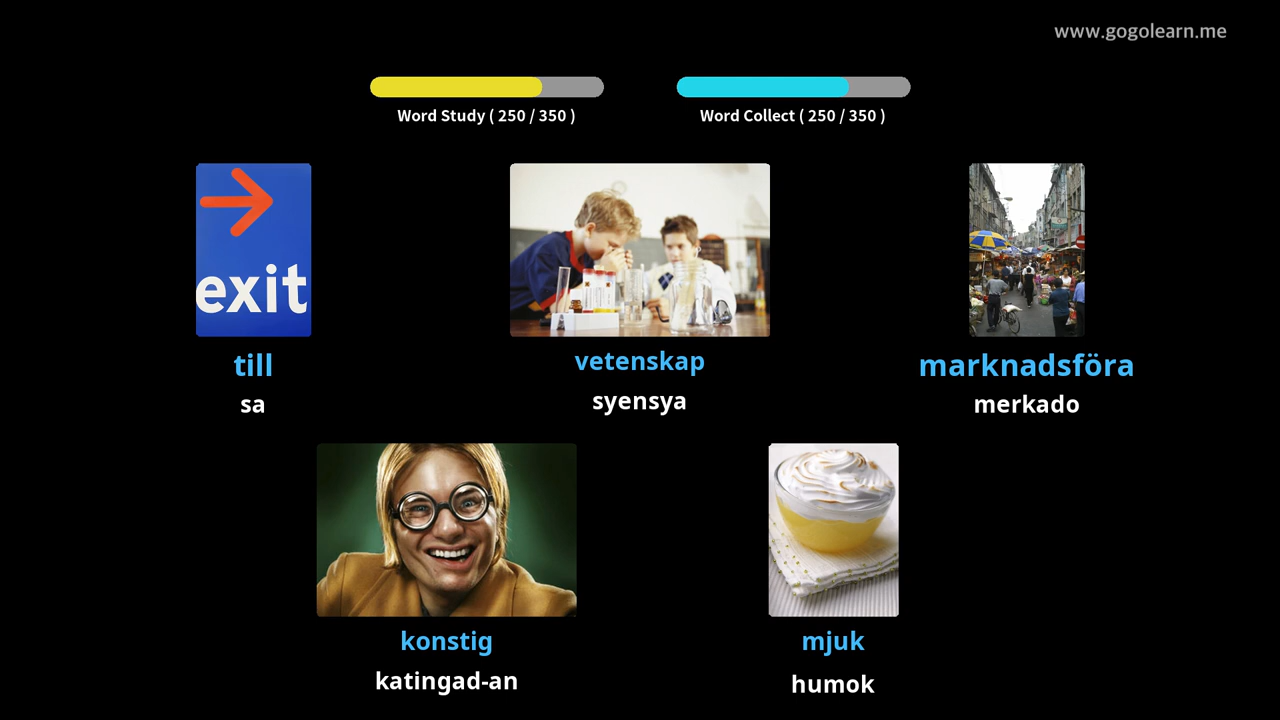 www.gogolearn.me
Word Study ( 250 / 350 )
Word Collect ( 250 / 350 )
exit
till
vetenskap
marknadsföra
sa
syensya
merkado
konstig
mjuk
katingad-an
humok